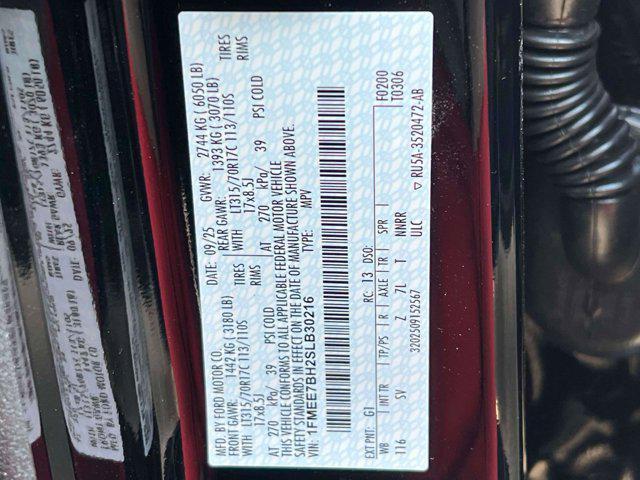 MFD. BY FORD MOTOR CO.
DATE: 09/25 GVWR: 2744 KG ( 6050 LB)
FRONT GAWR: 1442 KG ( 3180 LB) REAR GAWR: 1393 KG ( 3070 LB)
WITH LT315/70R17C 113/110S TIRES WITH LT315/70R17C 113/110S TIRES
17x8.5J RIMS 17x8.5J RIMS
AT 270 kPa/ 39 PSI COLD AT 270 kPa/ 39 PSI COLD
THIS VEHICLE CONFORMS TO ALL APPLICABLE FEDERAL MOTOR VEHICLE
SAFETY STANDARDS IN EFFECT ON THE DATE OF MANUFACTURE SHOWN ABOVE.
VIN: 1FMEE7BH2SLB30216 TYPE: MPV
F0200
T0306
EXT PNT: G1 RC: 13 DSO:
WB INT TR TP/PS R AXLE TR SPR
116 SV Z 7L T NNRR
3202509152567 ULC ▽ RU5A-3520472-AB